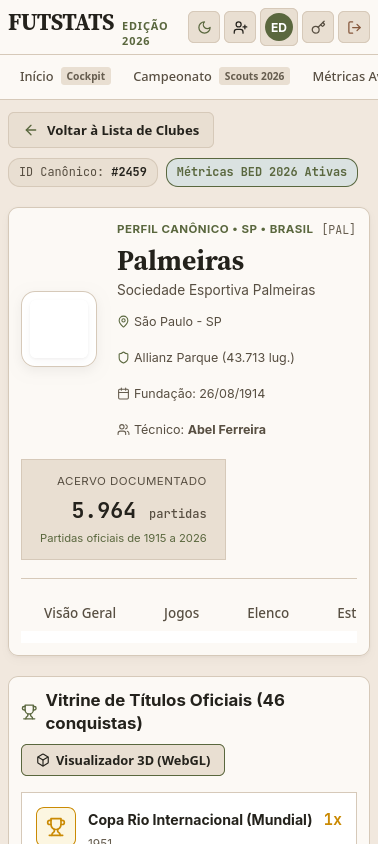 FUTSTATS EDIÇÃO 2026
ED
Início Cockpit Campeonato Scouts 2026 Métricas Av
Voltar à Lista de Clubes
ID Canônico: #2459 Métricas BED 2026 Ativas
PERFIL CANÔNICO • SP • BRASIL [PAL]
Palmeiras
Sociedade Esportiva Palmeiras
São Paulo - SP
Allianz Parque (43.713 lug.)
Fundação: 26/08/1914
Técnico: Abel Ferreira
ACERVO DOCUMENTADO
5.964 partidas
Partidas oficiais de 1915 a 2026
Visão Geral Jogos Elenco Est
Vitrine de Títulos Oficiais (46
conquistas)
Visualizador 3D (WebGL)
Copa Rio Internacional (Mundial) 1x
1951